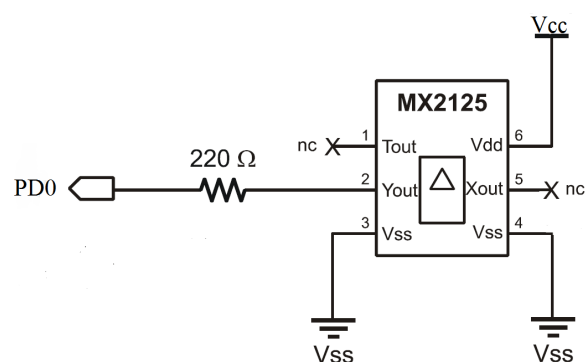 Vcc
MX2125
nc 1 Tout Vdd 6
220 Ω
PD0 2 Yout Xout 5 nc
3 Vss Vss 4
Vss Vss